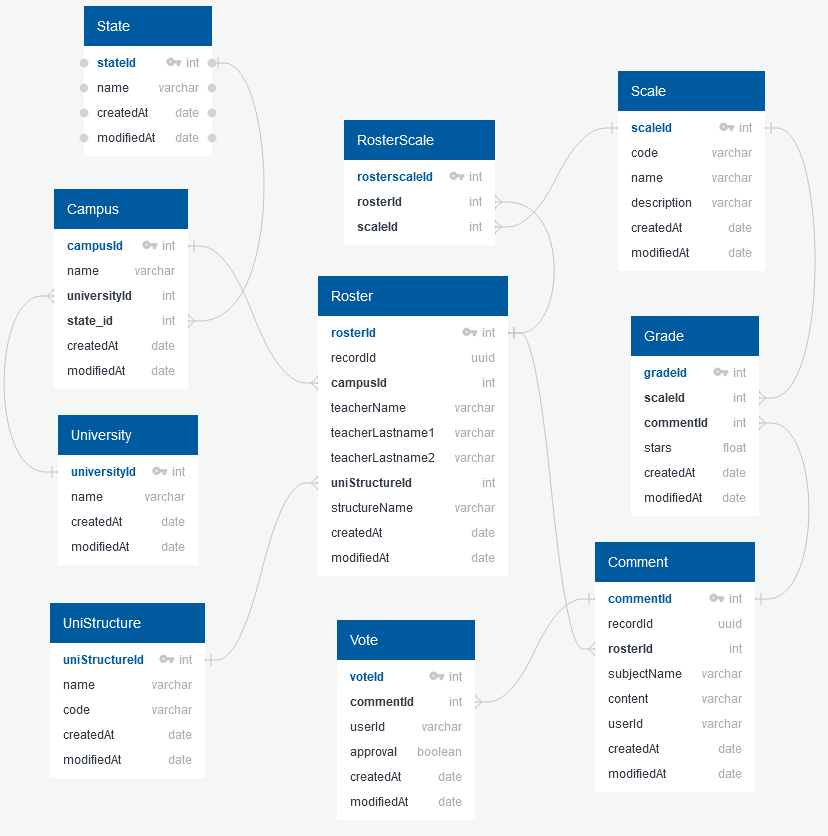 State
stateId int
name varchar
createdAt date
modifiedAt date
Campus
campusId int
name varchar
universityId int
state_id int
createdAt date
modifiedAt date
University
universityId int
name varchar
createdAt date
modifiedAt date
UniStructure
uniStructureId int
name varchar
code varchar
createdAt date
modifiedAt date
RosterScale
rosterscaleId int
rosterId int
scaleId int
Roster
rosterId int
recordId uuid
campusId int
teacherName varchar
teacherLastname1 varchar
teacherLastname2 varchar
uniStructureId int
structureName varchar
createdAt date
modifiedAt date
Vote
voteId int
commentId int
userId varchar
approval boolean
createdAt date
modifiedAt date
Scale
scaleId int
code varchar
name varchar
description varchar
createdAt date
modifiedAt date
Grade
gradeId int
scaleId int
commentId int
stars float
createdAt date
modifiedAt date
Comment
commentId int
recordId uuid
rosterId int
subjectName varchar
content varchar
userId varchar
createdAt date
modifiedAt date